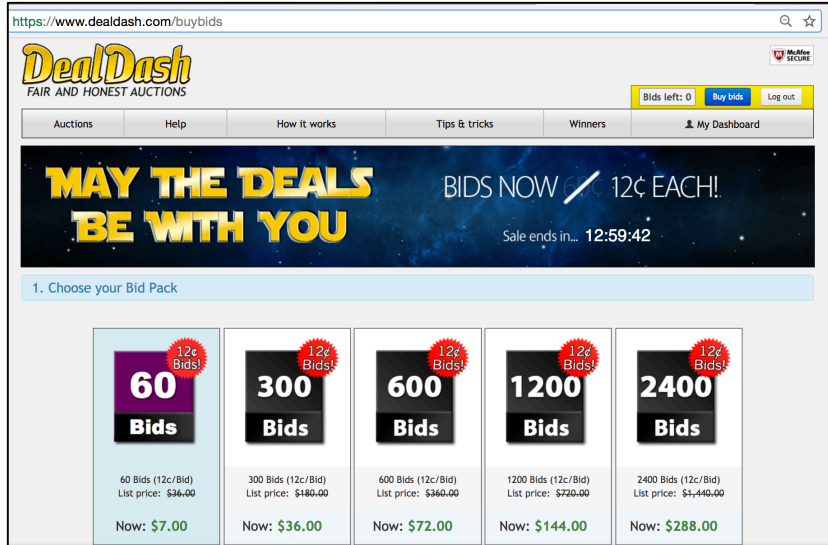 https://www.dealdash.com/buybids
DealDash
FAIR AND HONEST AUCTIONS
McAfee
SECURE
Bids left: 0 Buy bids Log out
Auctions Help How it works Tips & tricks Winners My Dashboard
MAY THE DEALS
BE WITH YOU
BIDS NOW 60¢ 12¢ EACH!
Sale ends in... 12:59:42
1. Choose your Bid Pack
12¢ Bids! 12¢ Bids! 12¢ Bids! 12¢ Bids! 12¢ Bids!
60 300 600 1200 2400
Bids Bids Bids Bids Bids
60 Bids (12c/Bid) 300 Bids (12c/Bid) 600 Bids (12c/Bid) 1200 Bids (12c/Bid) 2400 Bids (12c/Bid)
List price: $36.00 List price: $180.00 List price: $360.00 List price: $720.00 List price: $1,440.00
Now: $7.00 Now: $36.00 Now: $72.00 Now: $144.00 Now: $288.00